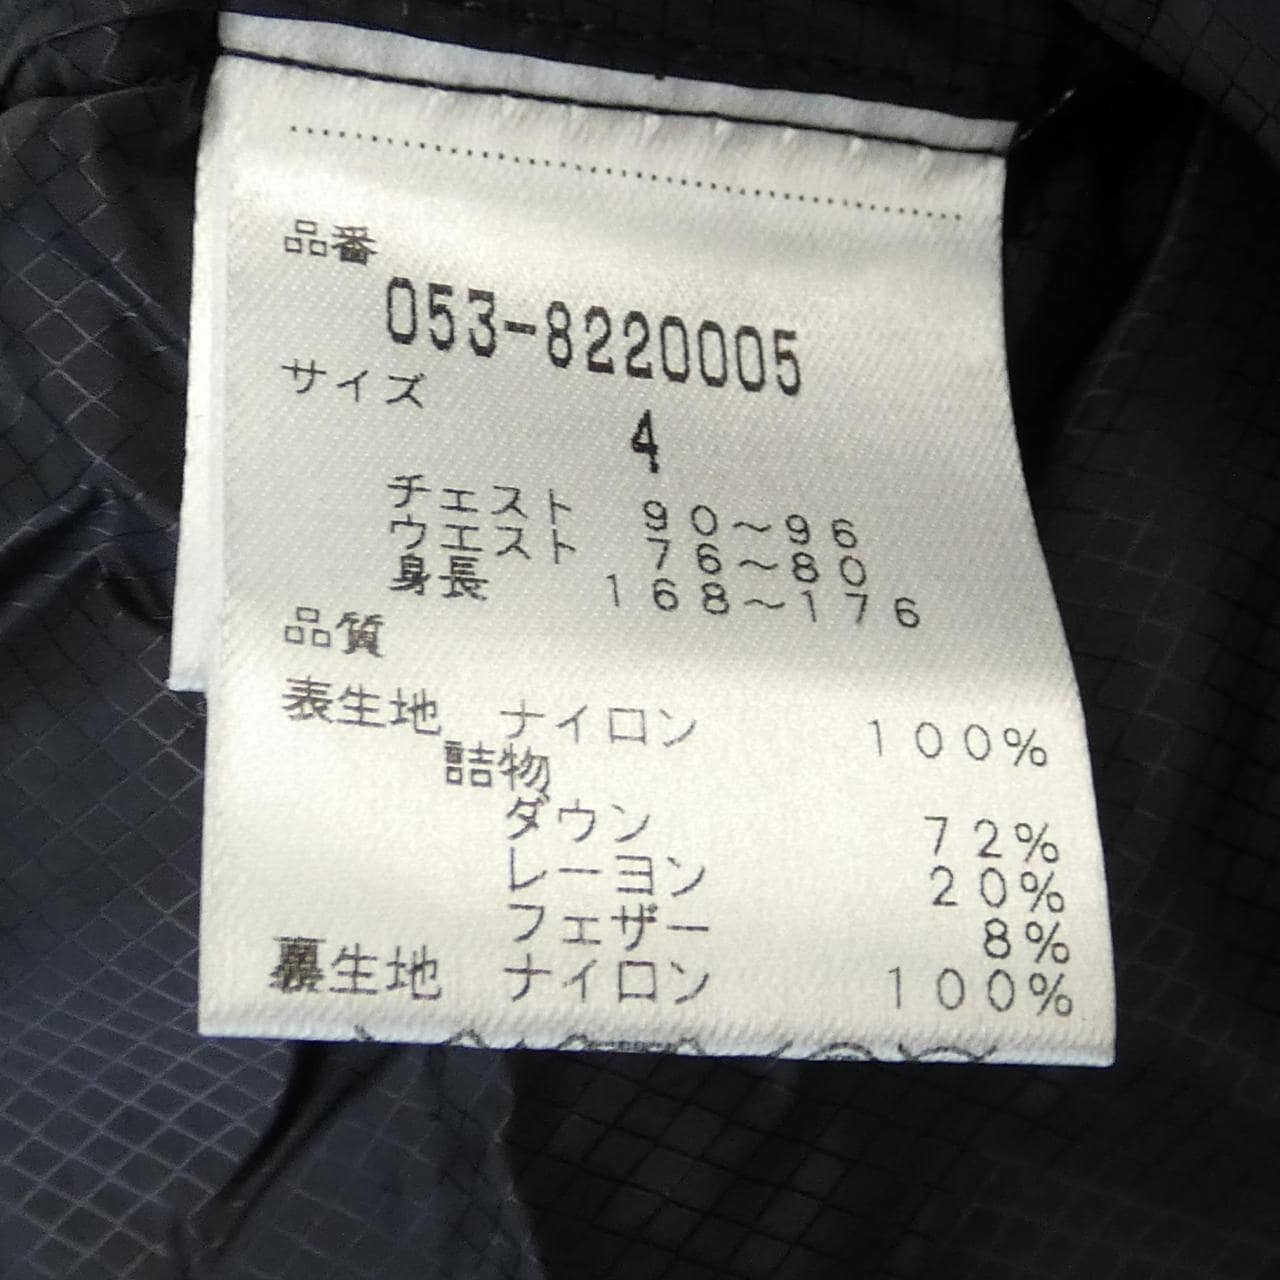 品番
053-8220005
サイズ
4
チェスト 90～96
ウエスト 76～80
身長 168～176
品質
表生地 ナイロン 100%
詰物
ダウン 72%
レーヨン 20%
フェザー 8%
裏生地 ナイロン 100%